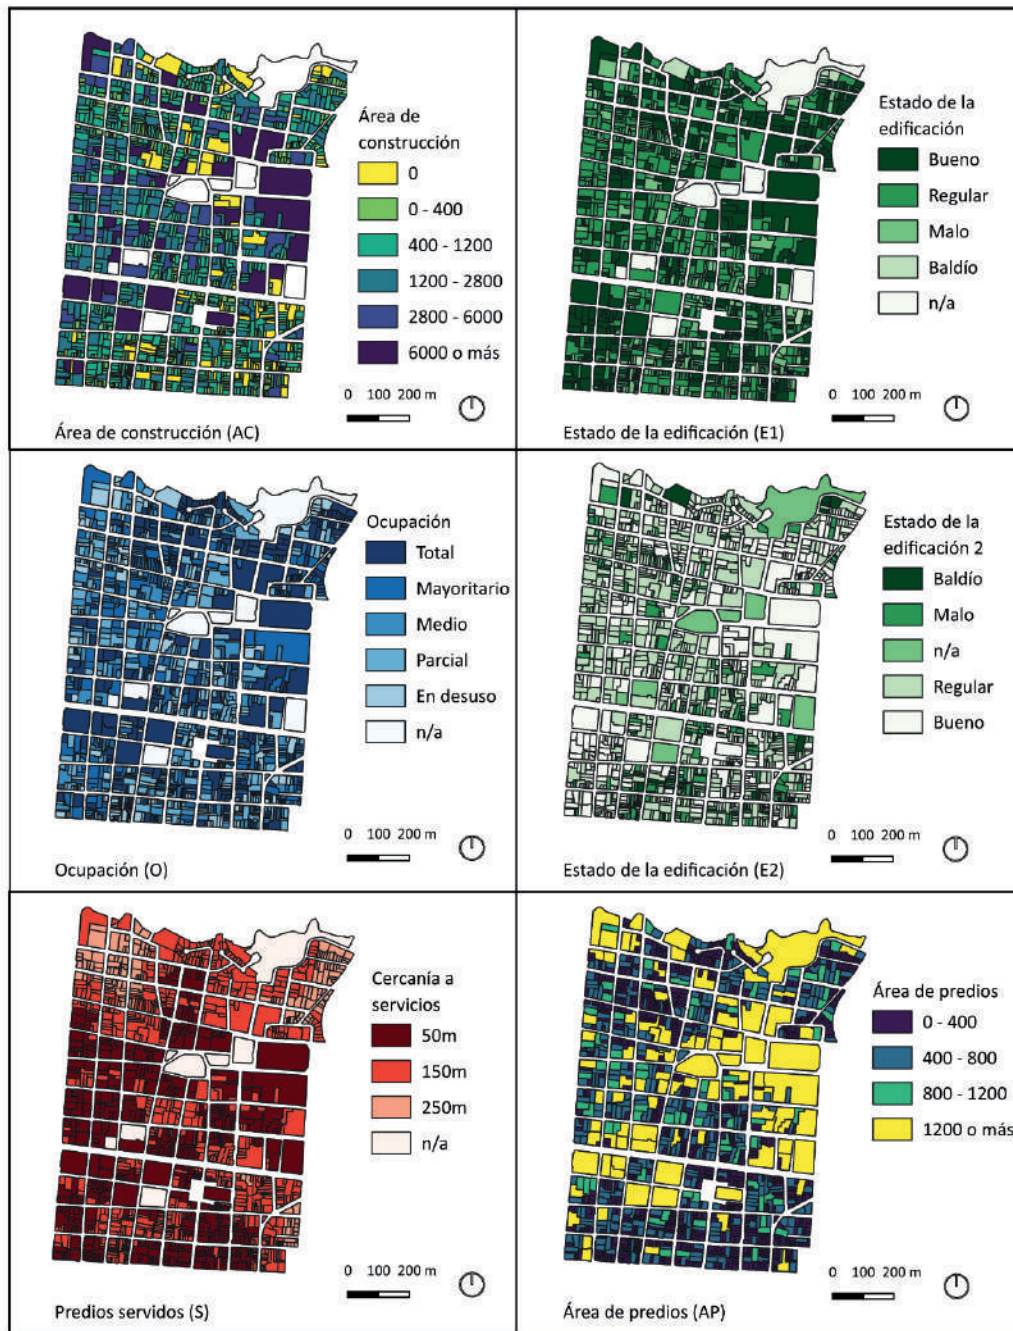 Área de
construcción
0
0 - 400
400 - 1200
1200 - 2800
2800 - 6000
6000 o más
0 100 200 m
Área de construcción (AC)
Estado de la
edificación
Bueno
Regular
Malo
Baldío
n/a
0 100 200 m
Estado de la edificación (E1)
Ocupación
Total
Mayoritario
Medio
Parcial
En desuso
n/a
0 100 200 m
Ocupación (O)
Estado de la
edificación 2
Baldío
Malo
n/a
Regular
Bueno
0 100 200 m
Estado de la edificación (E2)
Cercanía a
servicios
50m
150m
250m
n/a
0 100 200 m
Predios servidos (S)
Área de predios
0 - 400
400 - 800
800 - 1200
1200 o más
0 100 200 m
Área de predios (AP)